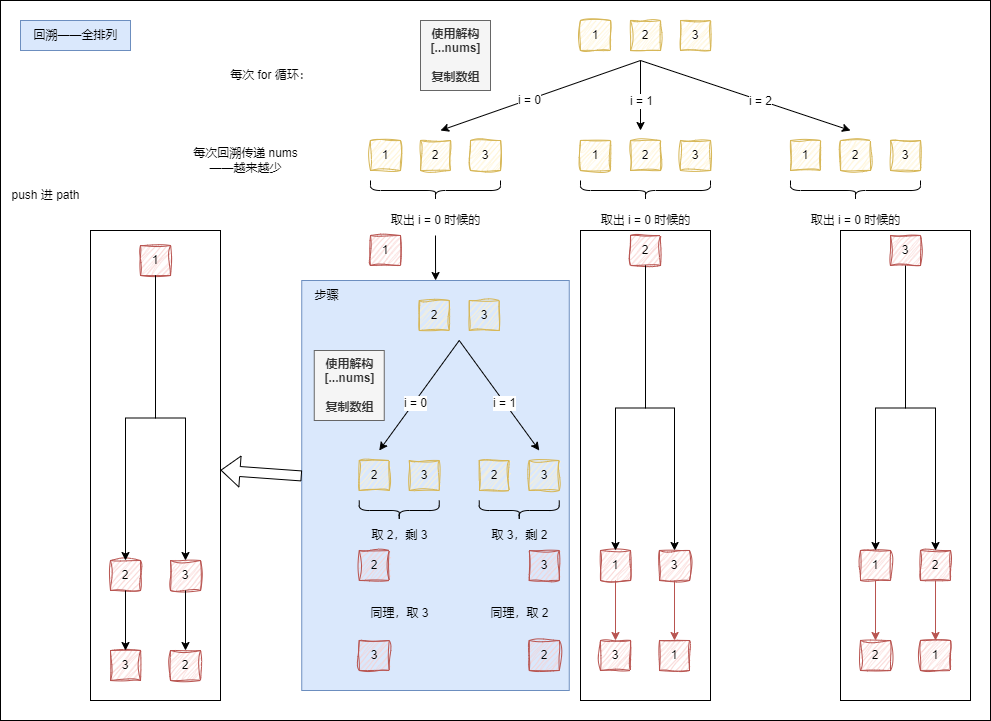 回溯——全排列
使用解构
[...nums]
复制数组
1 2 3
每次 for 循环：
i = 0 i = 1 i = 2
每次回溯传递 nums
——越来越少
1 2 3 1 2 3 1 2 3
push 进 path
取出 i = 0 时候的 取出 i = 0 时候的 取出 i = 0 时候的
1 1 2 3
步骤
2 3
使用解构
[...nums]
复制数组
i = 0 i = 1
2 3 2 3
取 2，剩 3 取 3，剩 2
2 3 2 3 1 3 1 2
同理，取 3 同理，取 2
3 2 3 2 3 1 2 1